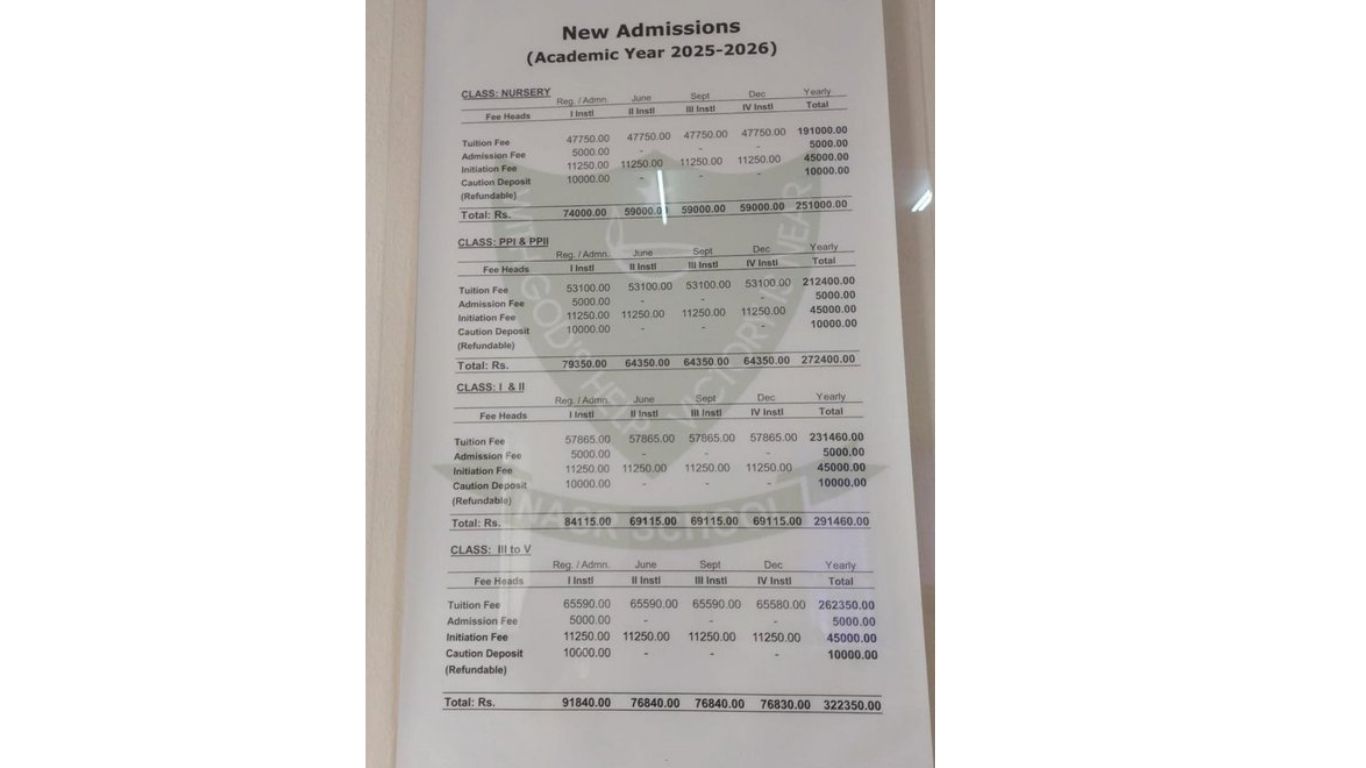 New Admissions
(Academic Year 2025-2026)
CLASS: NURSERY
Reg. / Admn. June Sept Dec Yearly
Fee Heads I Instl II Instl III Instl IV Instl Total
Tuition Fee 47750.00 47750.00 47750.00 47750.00 191000.00
Admission Fee 5000.00 - - - 5000.00
Initiation Fee 11250.00 11250.00 11250.00 11250.00 45000.00
Caution Deposit 10000.00 - - - 10000.00
(Refundable)
Total: Rs. 74000.00 59000.00 59000.00 59000.00 251000.00
CLASS: PPI & PPII
Reg. / Admn. June Sept Dec Yearly
Fee Heads I Instl II Instl III Instl IV Instl Total
Tuition Fee 53100.00 53100.00 53100.00 53100.00 212400.00
Admission Fee 5000.00 - - - 5000.00
Initiation Fee 11250.00 11250.00 11250.00 11250.00 45000.00
Caution Deposit 10000.00 - - - 10000.00
(Refundable)
Total: Rs. 79350.00 64350.00 64350.00 64350.00 272400.00
CLASS: I & II
Reg. / Admn. June Sept Dec Yearly
Fee Heads I Instl II Instl III Instl IV Instl Total
Tuition Fee 57865.00 57865.00 57865.00 57865.00 231460.00
Admission Fee 5000.00 - - - 5000.00
Initiation Fee 11250.00 11250.00 11250.00 11250.00 45000.00
Caution Deposit 10000.00 - - - 10000.00
(Refundable)
Total: Rs. 84115.00 69115.00 69115.00 69115.00 291460.00
CLASS: III to V
Reg. / Admn. June Sept Dec Yearly
Fee Heads I Instl II Instl III Instl IV Instl Total
Tuition Fee 65590.00 65590.00 65590.00 65580.00 262350.00
Admission Fee 5000.00 - - - 5000.00
Initiation Fee 11250.00 11250.00 11250.00 11250.00 45000.00
Caution Deposit 10000.00 - - - 10000.00
(Refundable)
Total: Rs. 91840.00 76840.00 76840.00 76830.00 322350.00
WITH GOD'S HELP VICTORY IS NEAR
NASR SCHOOL